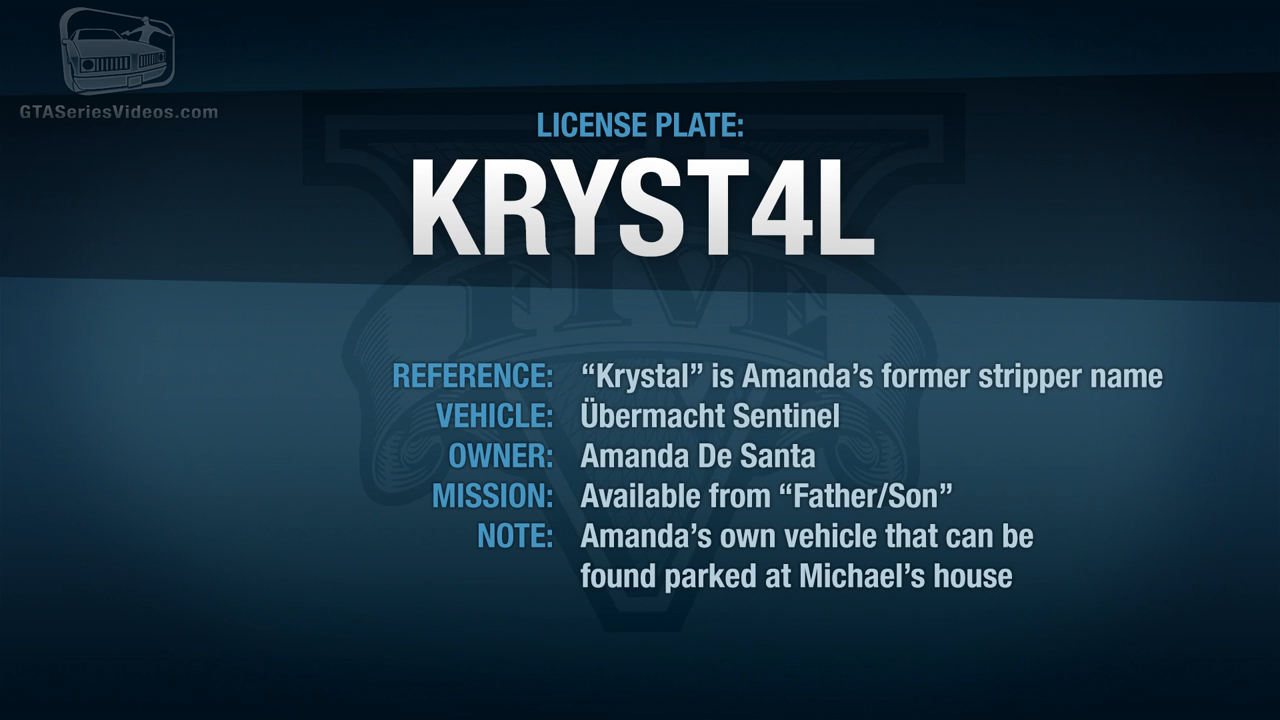 GTASeriesVideos.com
LICENSE PLATE:
KRYST4L
FIVE
REFERENCE: “Krystal” is Amanda’s former stripper name
VEHICLE: Übermacht Sentinel
OWNER: Amanda De Santa
MISSION: Available from “Father/Son”
NOTE: Amanda’s own vehicle that can be
found parked at Michael’s house